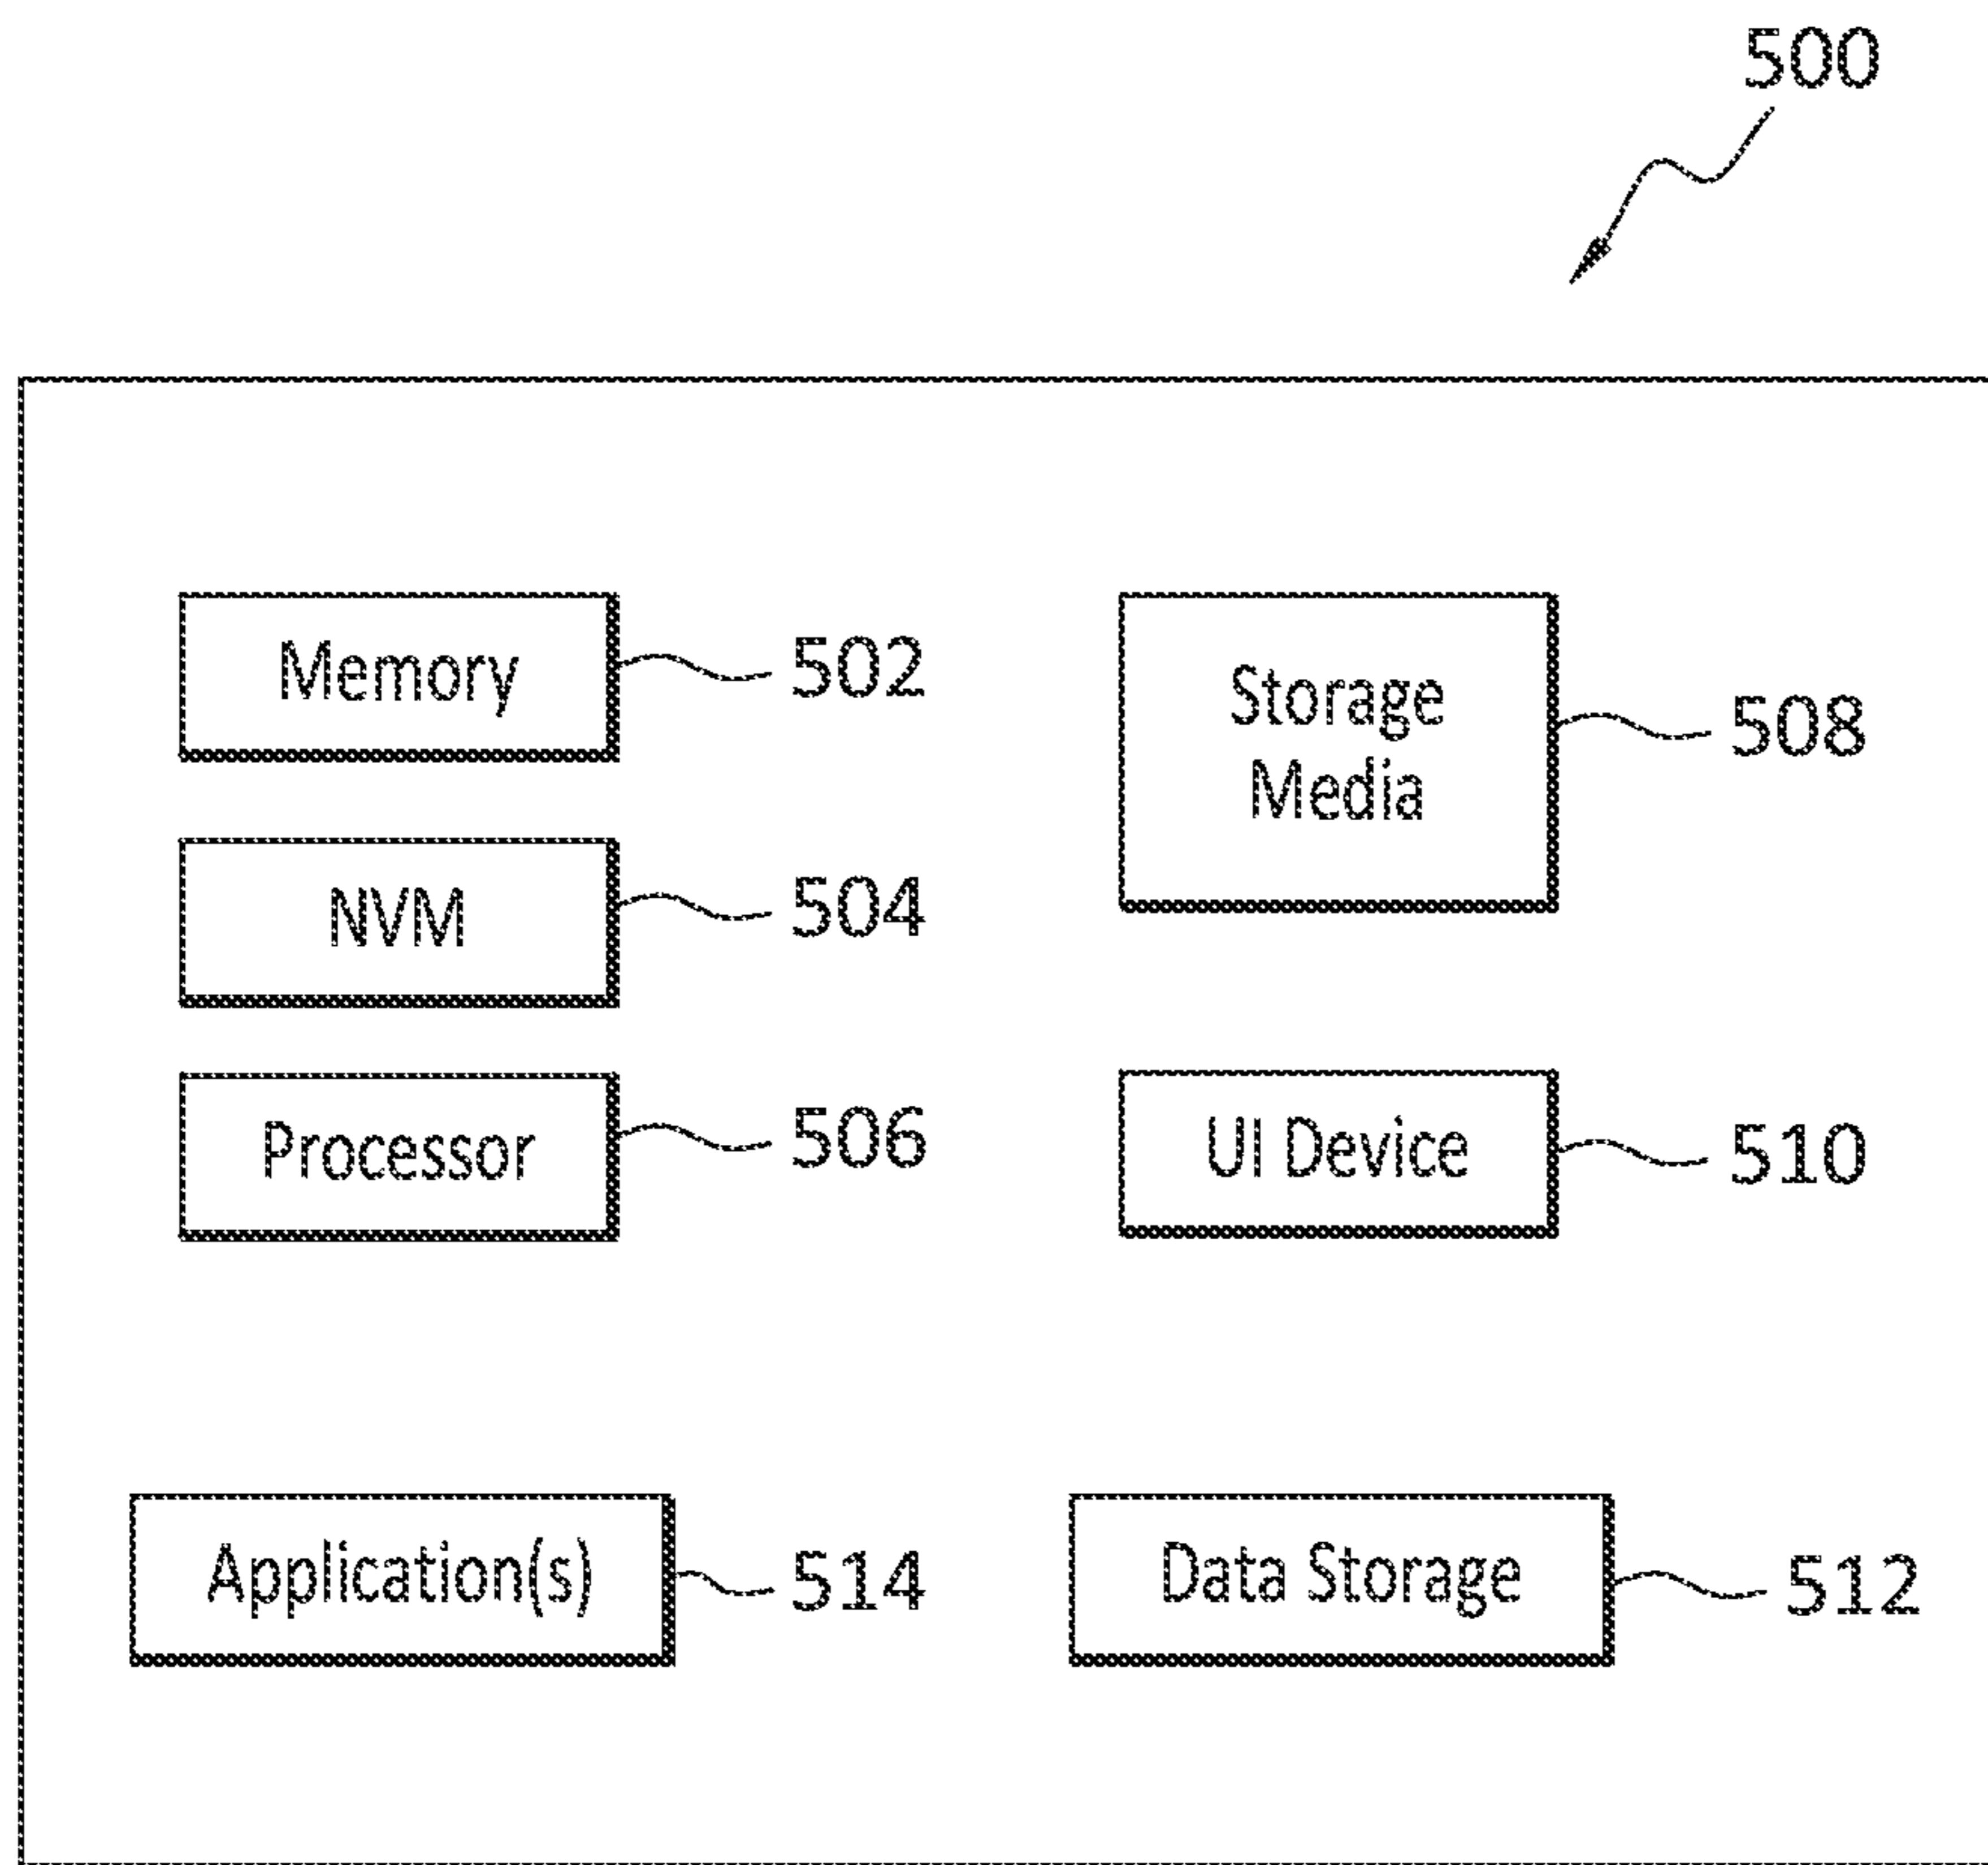 500
Memory
502
Storage
Media
508
NVM
504
Processor
506
UI Device
510
Application(s)
514
Data Storage
512